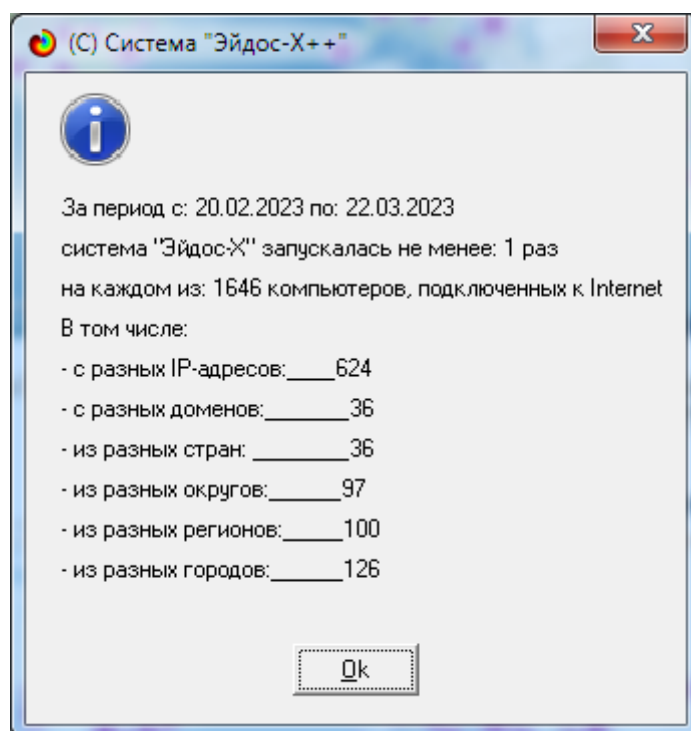 (C) Система "Эйдос-X++"
За период с: 20.02.2023 по: 22.03.2023
система "Эйдос-X" запускалась не менее: 1 раз
на каждом из: 1646 компьютеров, подключенных к Internet
В том числе:
- с разных IP-адресов:____624
- с разных доменов:_______36
- из разных стран: ________36
- из разных округов:______97
- из разных регионов:_____100
- из разных городов:______126
Ok